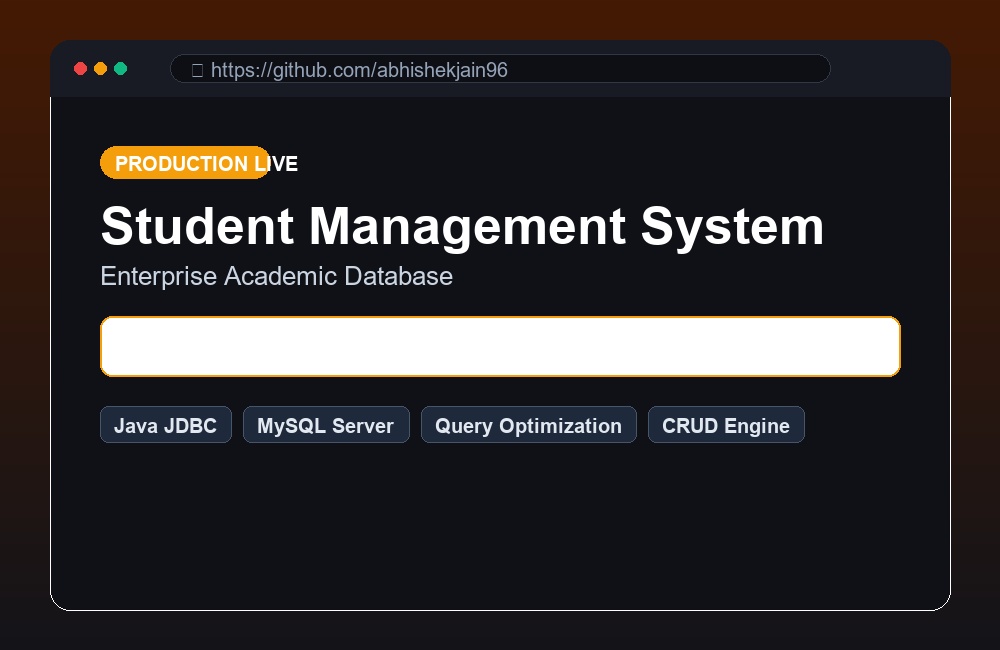 https://github.com/abhishekjain96
PRODUCTION LIVE
Student Management System
Enterprise Academic Database
Java JDBC MySQL Server Query Optimization CRUD Engine